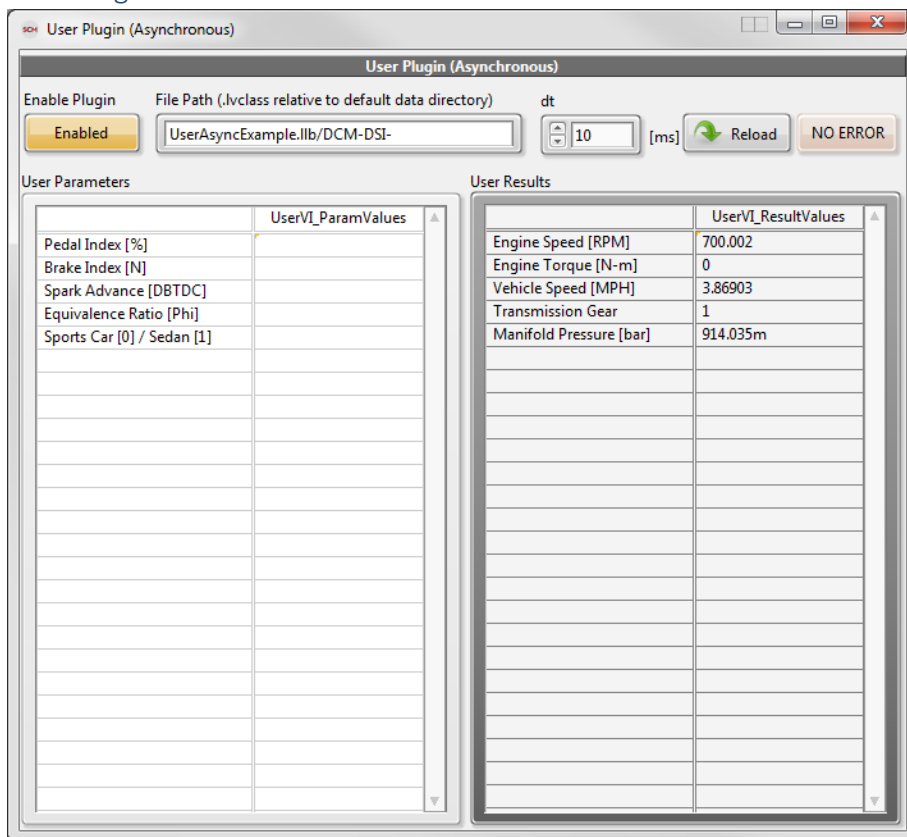 SCM User Plugin (Asynchronous)
User Plugin (Asynchronous)
Enable Plugin File Path (.lvclass relative to default data directory) dt
Enabled UserAsyncExample.llb/DCM-DSI- 10 [ms] Reload NO ERROR
User Parameters User Results
UserVI_ParamValues UserVI_ResultValues
Pedal Index [%] Engine Speed [RPM] 700.002
Brake Index [N] Engine Torque [N-m] 0
Spark Advance [DBTDC] Vehicle Speed [MPH] 3.86903
Equivalence Ratio [Phi] Transmission Gear 1
Sports Car [0] / Sedan [1] Manifold Pressure [bar] 914.035m